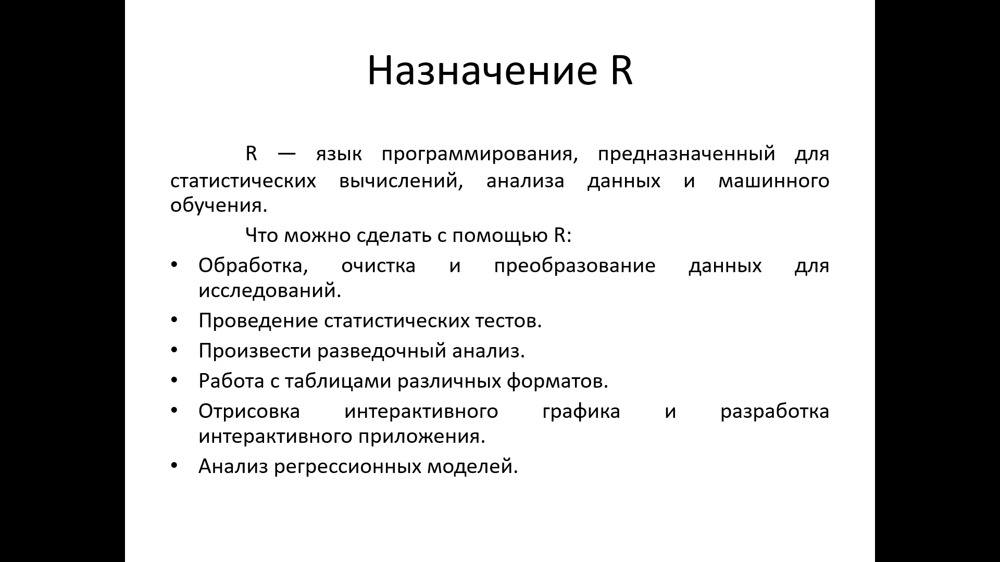 Назначение R
R — язык программирования, предназначенный для
статистических вычислений, анализа данных и машинного
обучения.
Что можно сделать с помощью R:
• Обработка, очистка и преобразование данных для
исследований.
• Проведение статистических тестов.
• Произвести разведочный анализ.
• Работа с таблицами различных форматов.
• Отрисовка интерактивного графика и разработка
интерактивного приложения.
• Анализ регрессионных моделей.